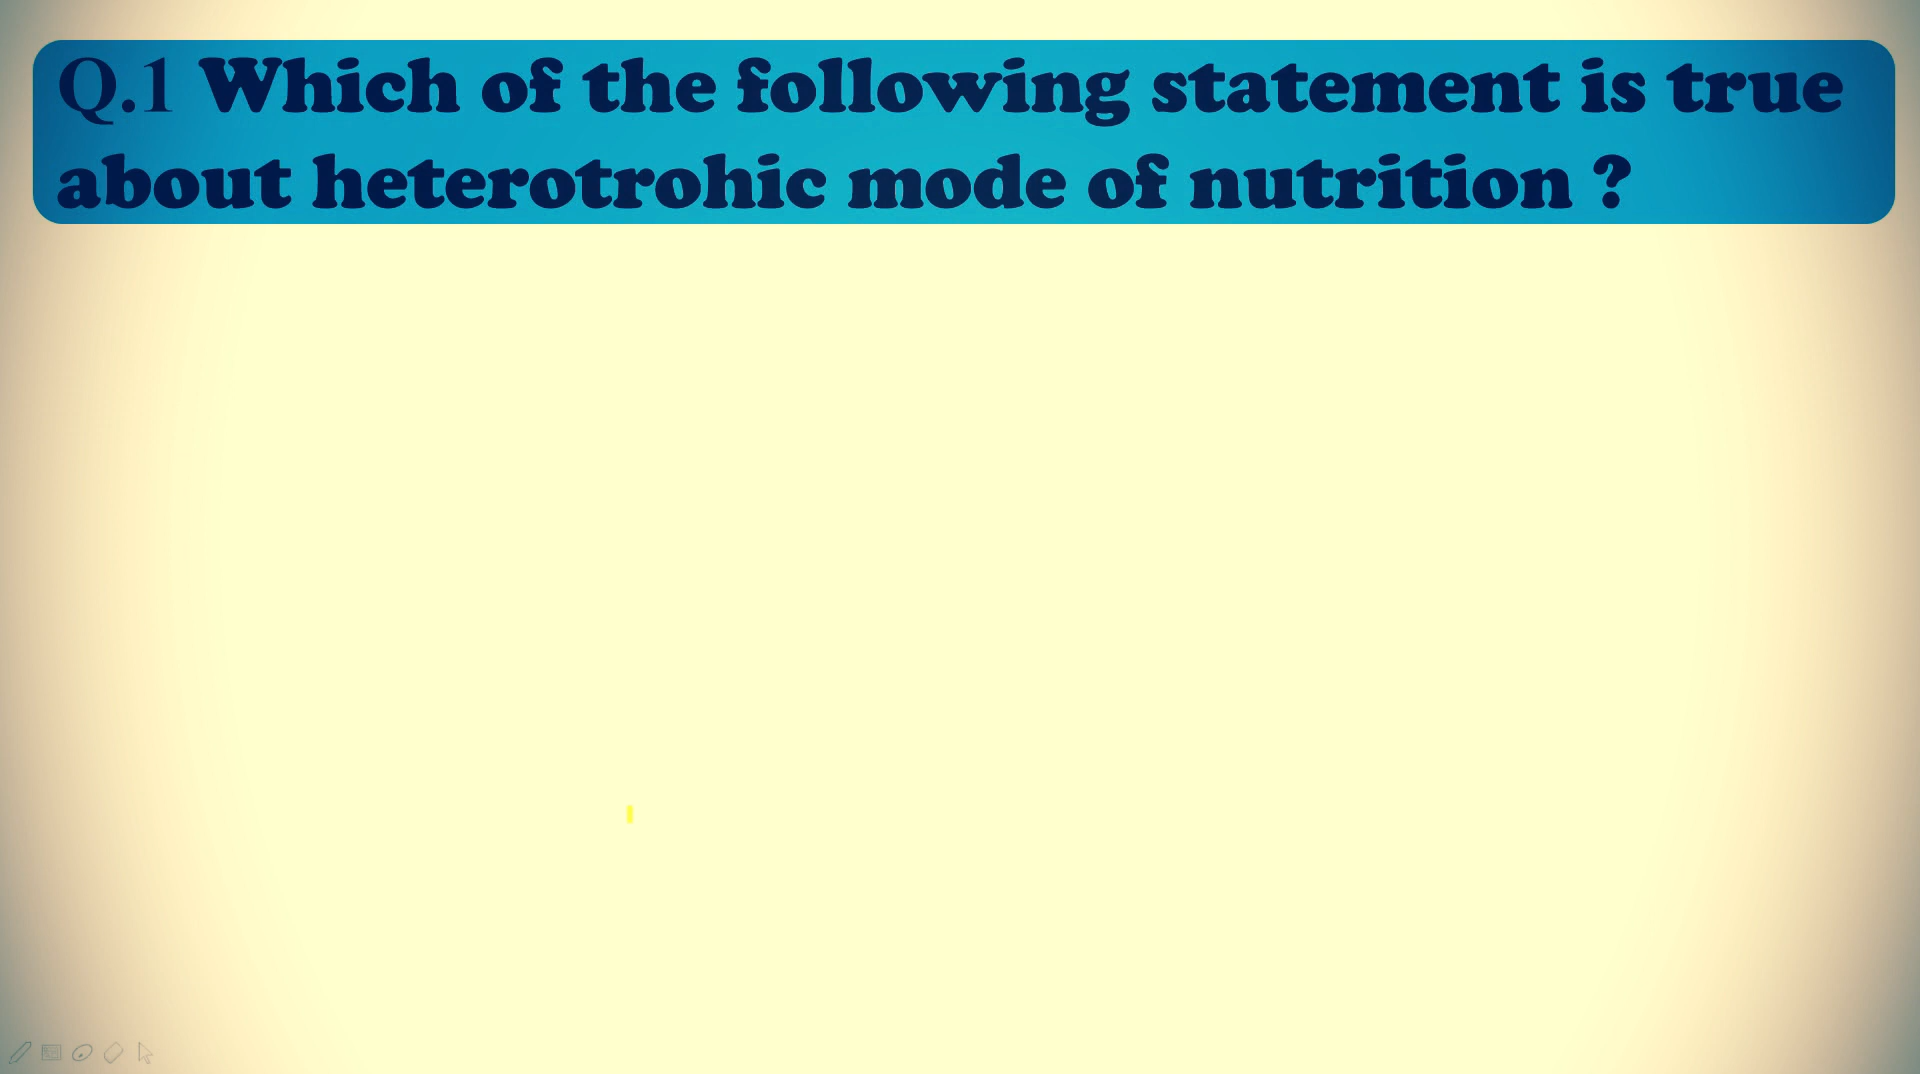 Q.1 Which of the following statement is true
about heterotrohic mode of nutrition ?